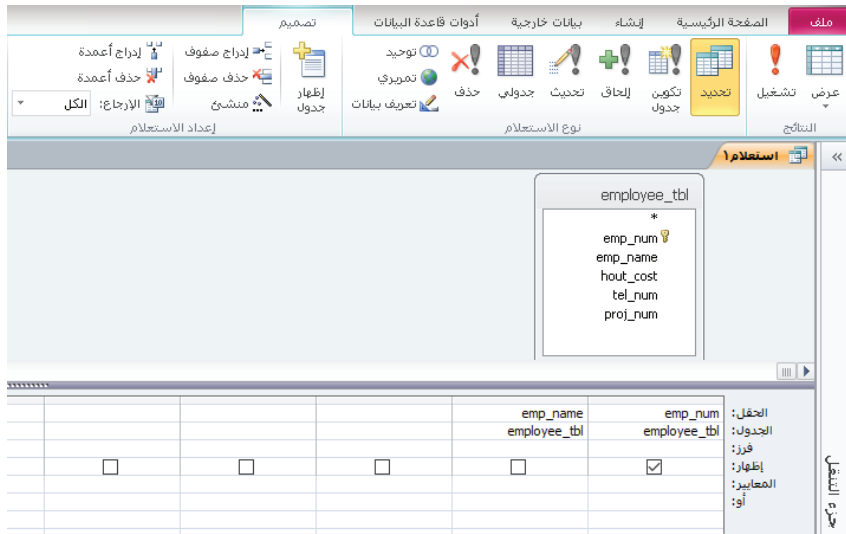 ملف الصفحة الرئيسية إنشاء بيانات خارجية أدوات قاعدة البيانات تصميم
عرض
تشغيل
تحديد
تكوين جدول
إلحاق
تحديث
جدولي
حذف
توحيد
تمريري
تعريف بيانات
إظهار جدول
إدراج صفوف
حذف صفوف
منشئ
إدراج أعمدة
حذف أعمدة
الإرجاع: الكل
النتائج
نوع الاستعلام
إعداد الاستعلام
استعلام١
«
employee_tbl
*
emp_num
emp_name
hout_cost
tel_num
proj_num
الحقل: emp_num emp_name
الجدول: employee_tbl employee_tbl
فرز:
إظهار:
المعايير:
أو:
جزء التنقل